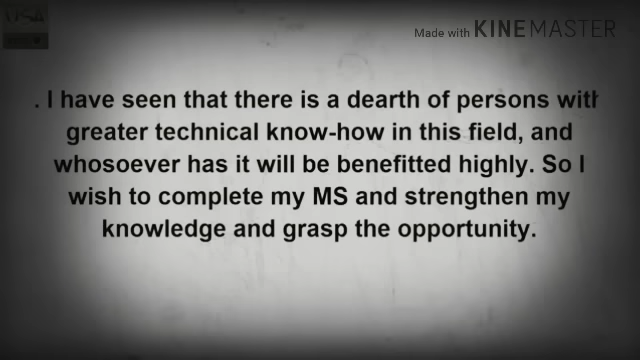 USA
Made with KINEMASTER
. I have seen that there is a dearth of persons with
greater technical know-how in this field, and
whosoever has it will be benefitted highly. So I
wish to complete my MS and strengthen my
knowledge and grasp the opportunity.